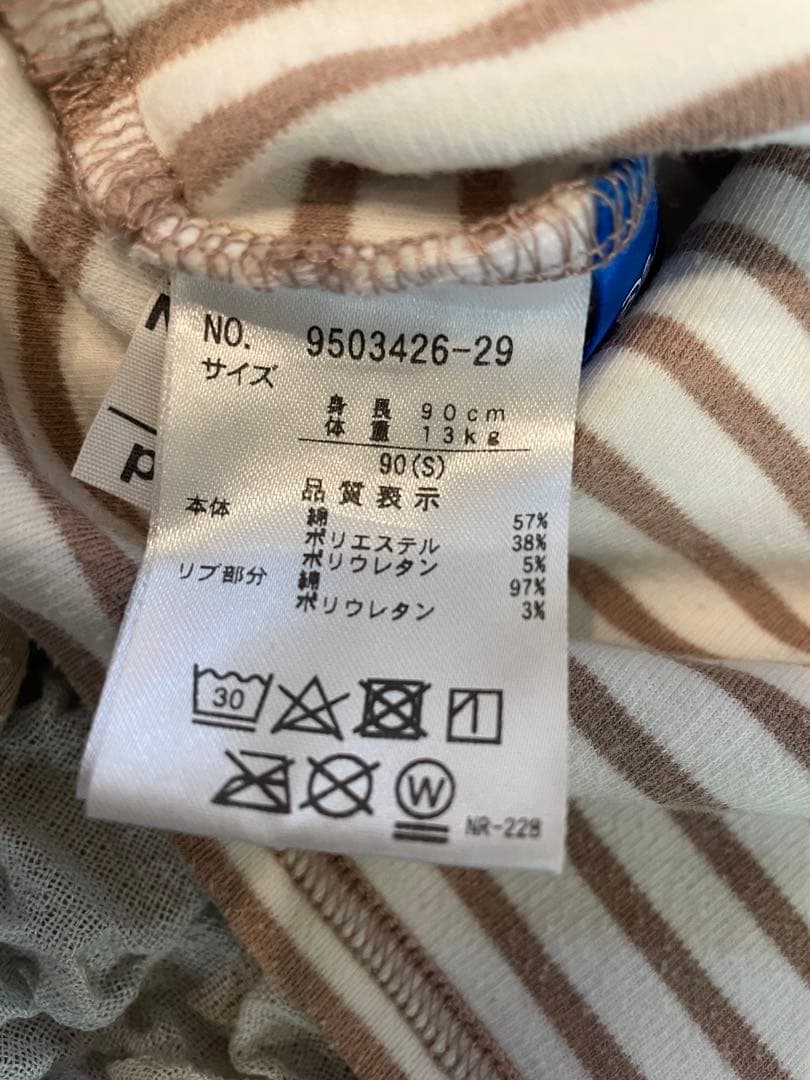 NO. 9503426-29
サイズ
身長 90cm
体重 13kg
90(S)
品質表示
本体 綿 57%
ポリエステル 38%
ポリウレタン 5%
リブ部分 綿 97%
ポリウレタン 3%
30
W
NR-228